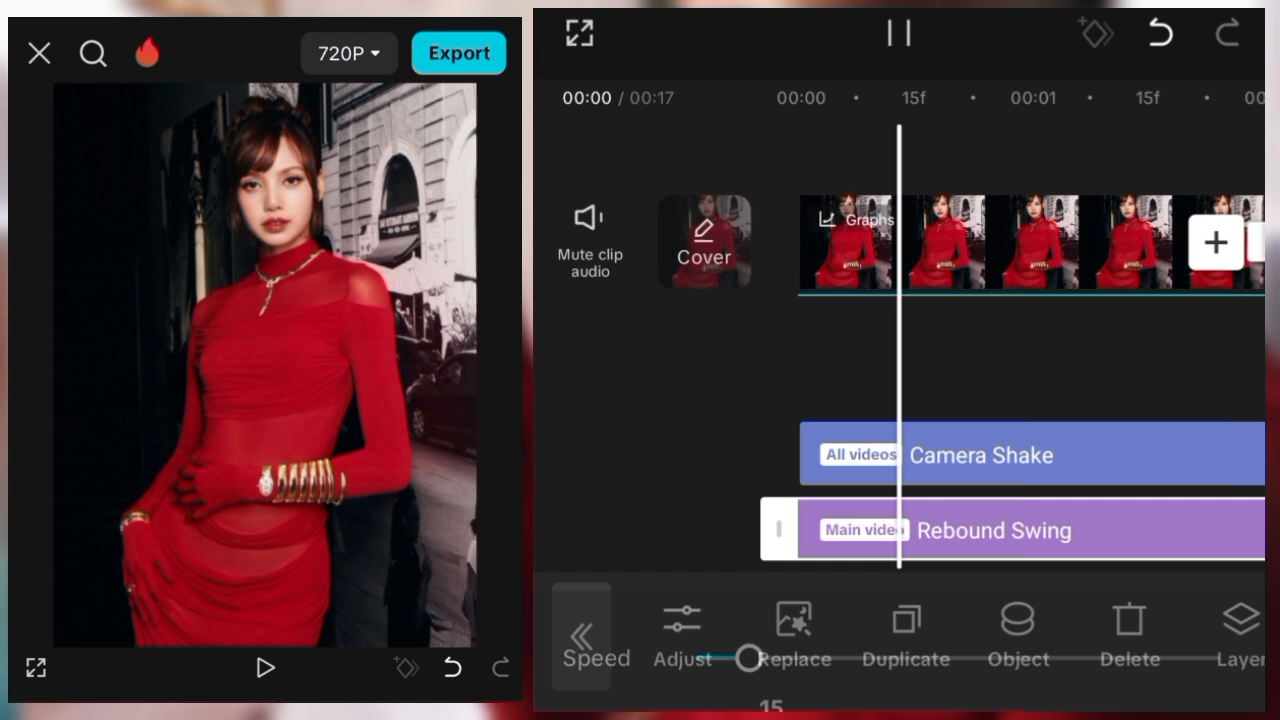 720P
Export
00:00 / 00:17
00:00
15f
00:01
15f
00
Mute clip
audio
Cover
Graphs
All videos
Camera Shake
Main video
Rebound Swing
Speed
Adjust
Replace
Duplicate
Object
Delete
Layer
15